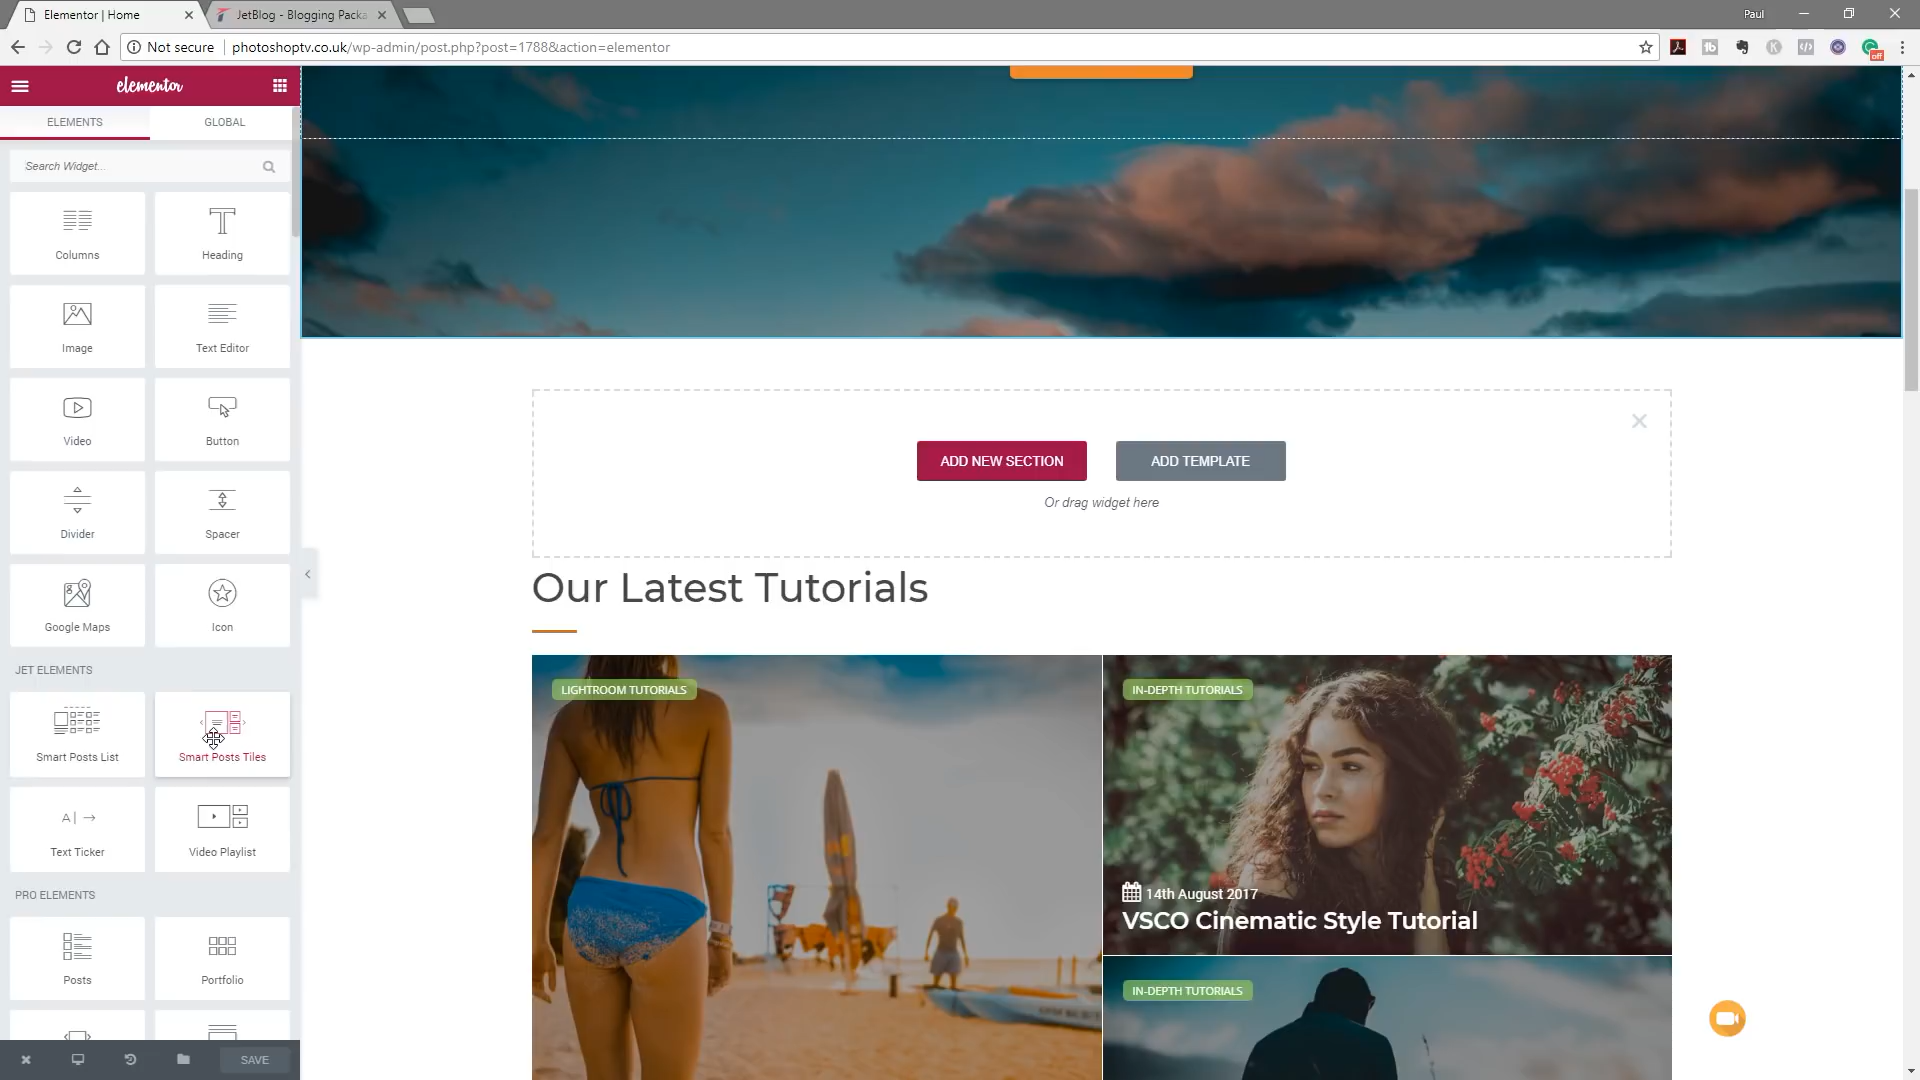 Elementor | Home
JetBlog - Blogging Packa
Paul
Not secure
photoshoptv.co.uk/wp-admin/post.php?post=1788&action=elementor
off
elementor
ELEMENTS
GLOBAL
Search Widget...
Columns
Heading
Image
Text Editor
Video
Button
Divider
Spacer
Google Maps
Icon
JET ELEMENTS
Smart Posts List
Smart Posts Tiles
A | →
Text Ticker
Video Playlist
PRO ELEMENTS
Posts
Portfolio
SAVE
ADD NEW SECTION
ADD TEMPLATE
Or drag widget here
Our Latest Tutorials
LIGHTROOM TUTORIALS
IN-DEPTH TUTORIALS
14th August 2017
VSCO Cinematic Style Tutorial
IN-DEPTH TUTORIALS